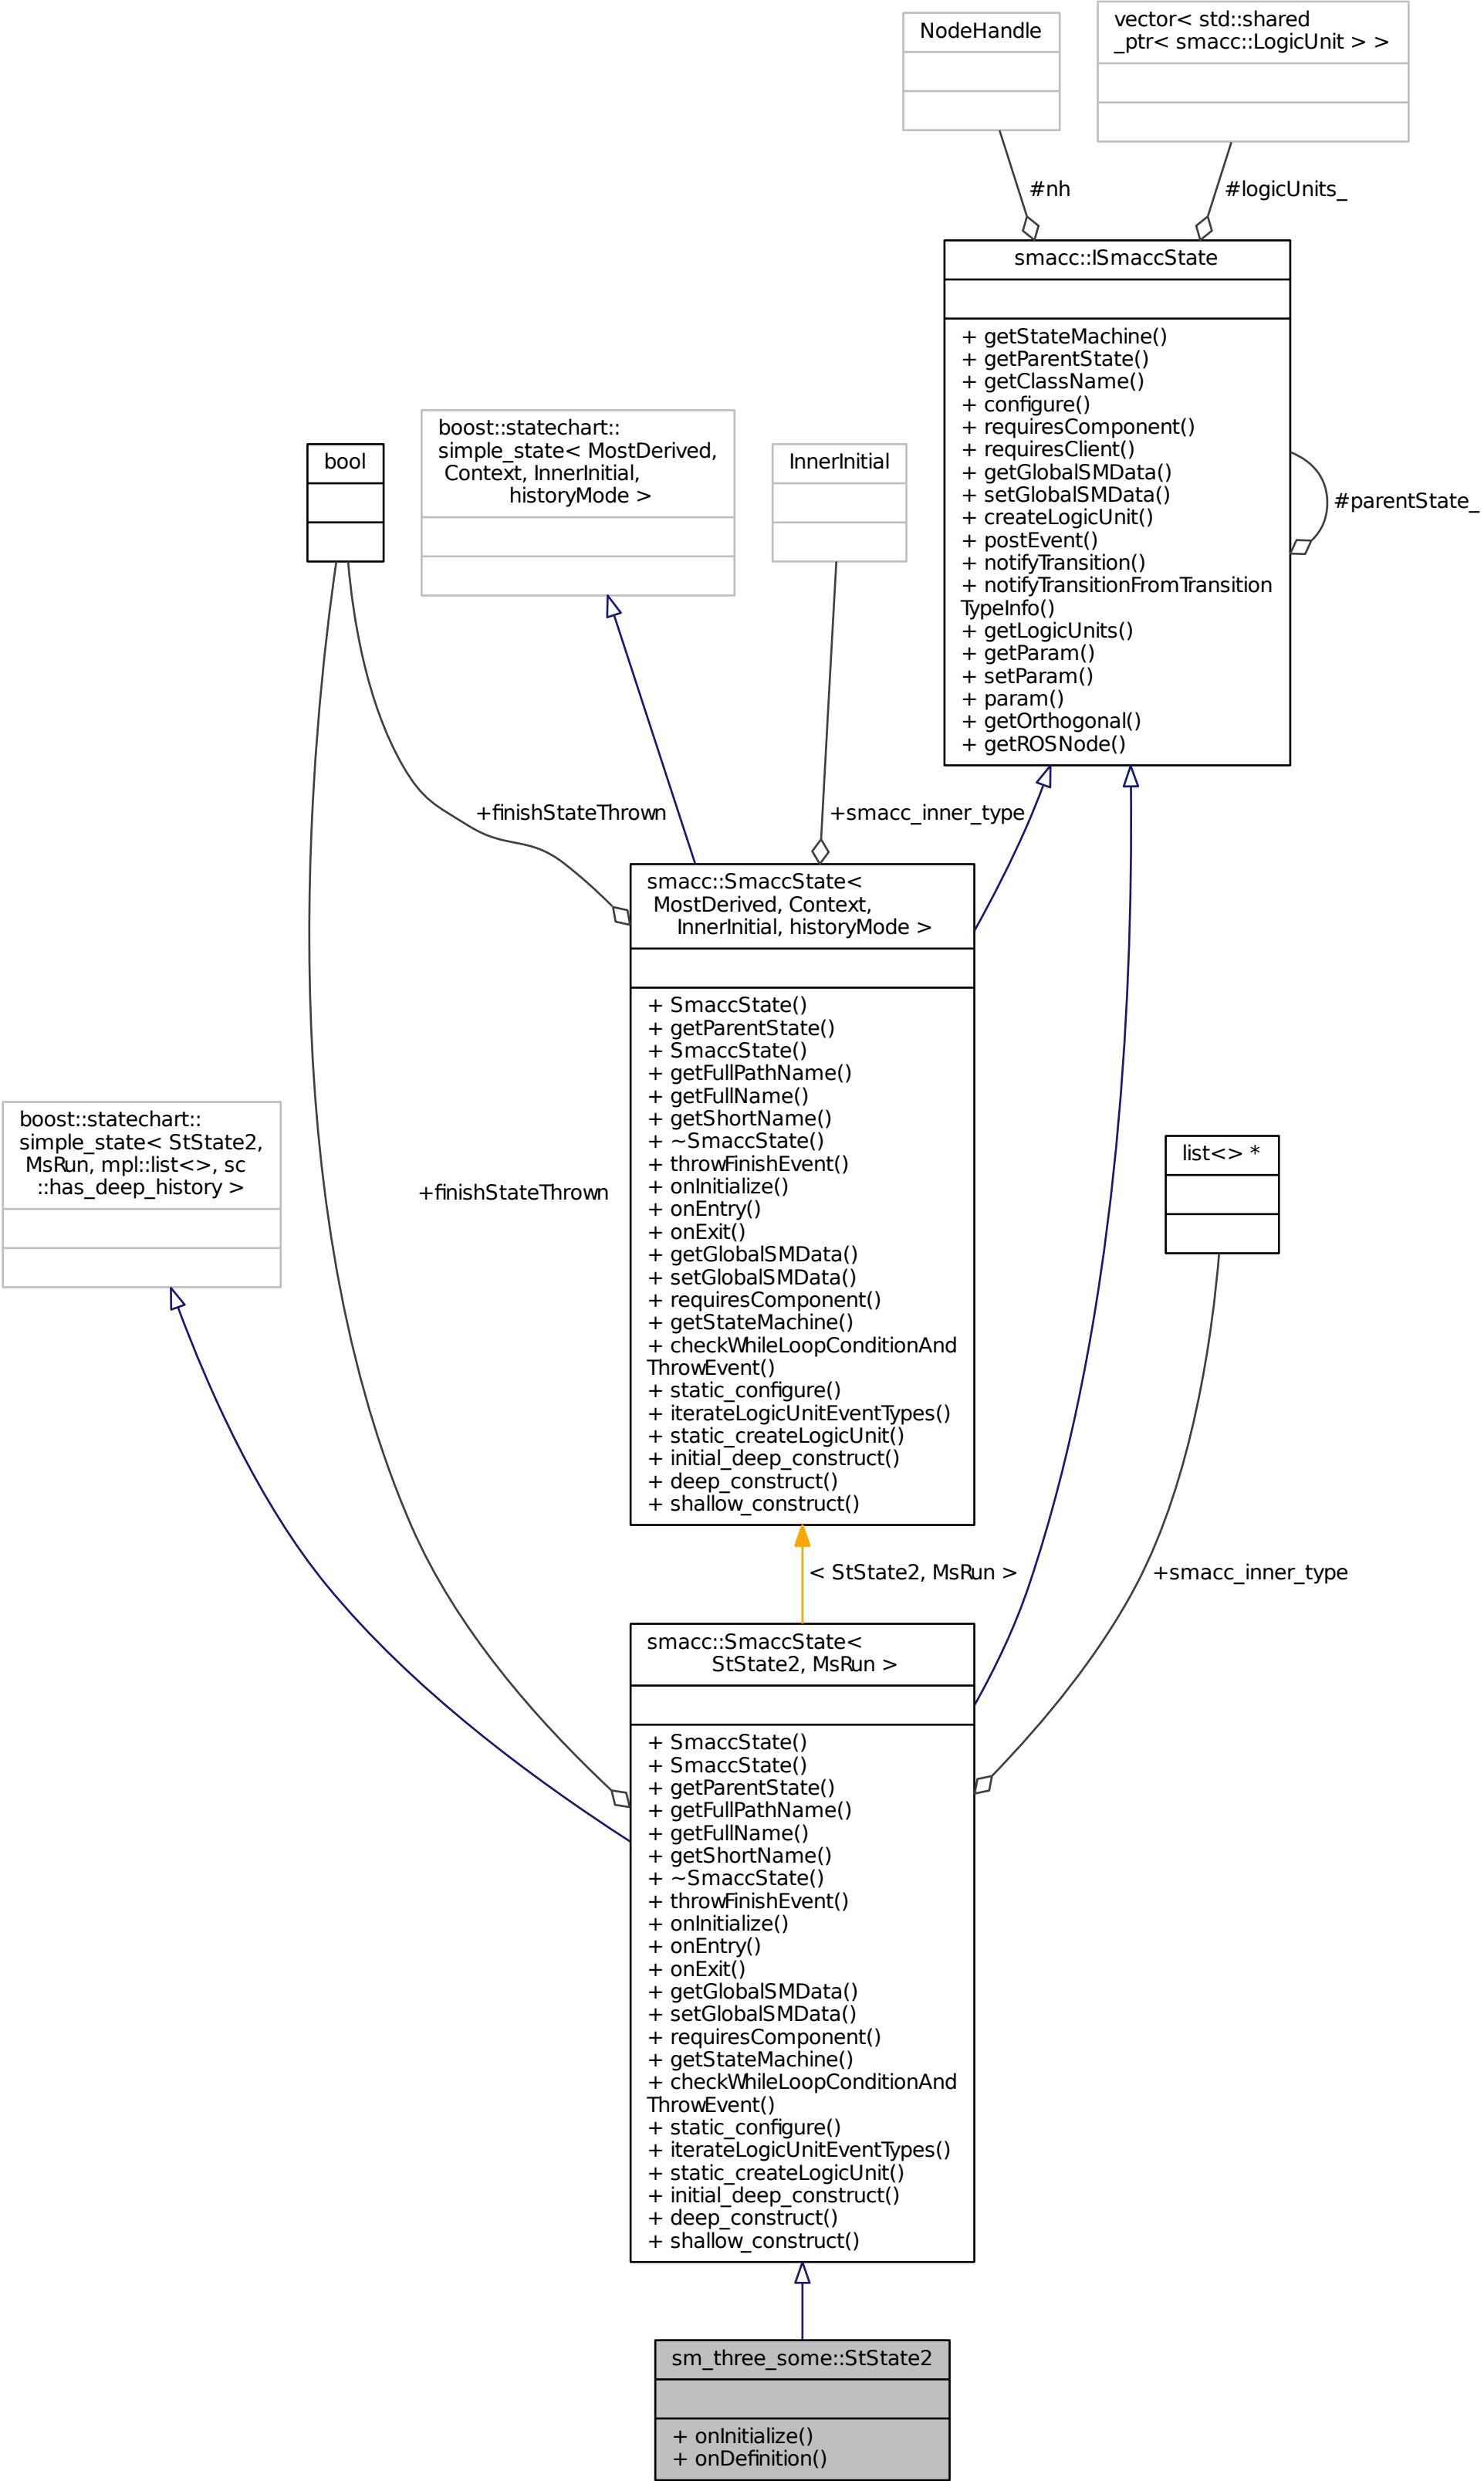 NodeHandle
vector< std::shared
_ptr< smacc::LogicUnit > >
#nh
#logicUnits_
smacc::ISmaccState
+ getStateMachine()
+ getParentState()
+ getClassName()
+ configure()
+ requiresComponent()
+ requiresClient()
+ getGlobalSMData()
+ setGlobalSMData()
+ createLogicUnit()
+ postEvent()
+ notifyTransition()
+ notifyTransitionFromTransition
TypeInfo()
+ getLogicUnits()
+ getParam()
+ setParam()
+ param()
+ getOrthogonal()
+ getROSNode()
#parentState_
bool
boost::statechart::
simple_state< MostDerived,
Context, InnerInitial,
historyMode >
InnerInitial
+finishStateThrown
+smacc_inner_type
smacc::SmaccState<
MostDerived, Context,
InnerInitial, historyMode >
+ SmaccState()
+ getParentState()
+ SmaccState()
+ getFullPathName()
+ getFullName()
+ getShortName()
+ ~SmaccState()
+ throwFinishEvent()
+ onInitialize()
+ onEntry()
+ onExit()
+ getGlobalSMData()
+ setGlobalSMData()
+ requiresComponent()
+ getStateMachine()
+ checkWhileLoopConditionAnd
ThrowEvent()
+ static_configure()
+ iterateLogicUnitEventTypes()
+ static_createLogicUnit()
+ initial_deep_construct()
+ deep_construct()
+ shallow_construct()
boost::statechart::
simple_state< StState2,
MsRun, mpl::list<>, sc
::has_deep_history >
+finishStateThrown
list<> *
< StState2, MsRun >
+smacc_inner_type
smacc::SmaccState<
StState2, MsRun >
+ SmaccState()
+ SmaccState()
+ getParentState()
+ getFullPathName()
+ getFullName()
+ getShortName()
+ ~SmaccState()
+ throwFinishEvent()
+ onInitialize()
+ onEntry()
+ onExit()
+ getGlobalSMData()
+ setGlobalSMData()
+ requiresComponent()
+ getStateMachine()
+ checkWhileLoopConditionAnd
ThrowEvent()
+ static_configure()
+ iterateLogicUnitEventTypes()
+ static_createLogicUnit()
+ initial_deep_construct()
+ deep_construct()
+ shallow_construct()
sm_three_some::StState2
+ onInitialize()
+ onDefinition()